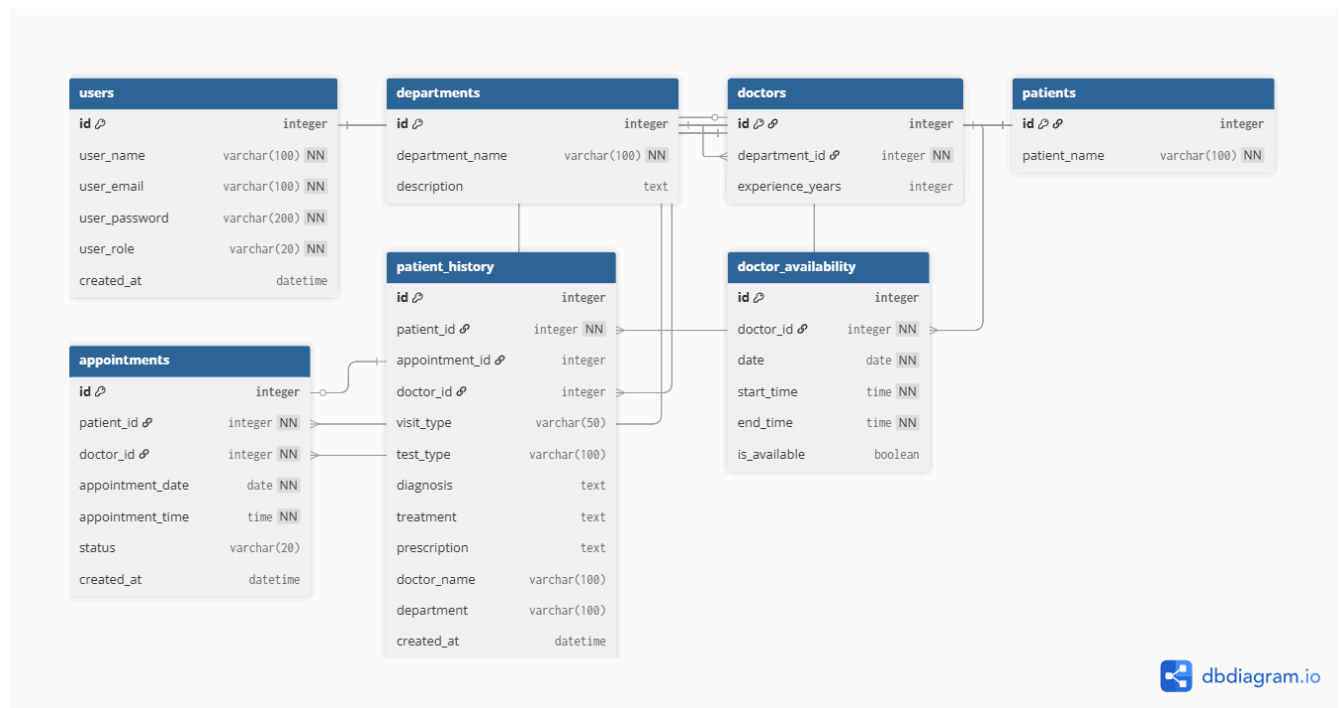 users
id integer
user_name varchar(100) NN
user_email varchar(100) NN
user_password varchar(200) NN
user_role varchar(20) NN
created_at datetime
departments
id integer
department_name varchar(100) NN
description text
doctors
id integer
department_id integer NN
experience_years integer
patients
id integer
patient_name varchar(100) NN
patient_history
id integer
patient_id integer NN
appointment_id integer
doctor_id integer
visit_type varchar(50)
test_type varchar(100)
diagnosis text
treatment text
prescription text
doctor_name varchar(100)
department varchar(100)
created_at datetime
doctor_availability
id integer
doctor_id integer NN
date date NN
start_time time NN
end_time time NN
is_available boolean
appointments
id integer
patient_id integer NN
doctor_id integer NN
appointment_date date NN
appointment_time time NN
status varchar(20)
created_at datetime
dbdiagram.io